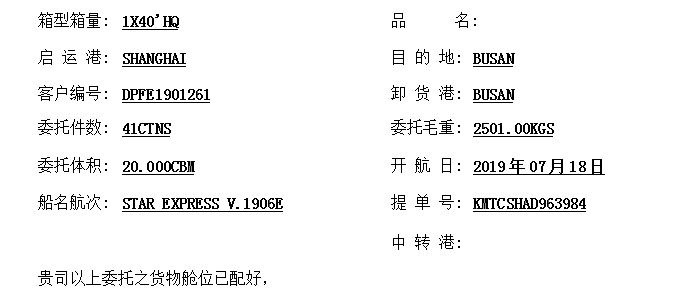 箱型箱量: 1X40'HQ 品 名:
启 运 港: SHANGHAI 目 的 地: BUSAN
客户编号: DPFE1901261 卸 货 港: BUSAN
委托件数: 41CTNS 委托毛重: 2501.00KGS
委托体积: 20.000CBM 开 航 日: 2019年07月18日
船名航次: STAR EXPRESS V.1906E 提 单 号: KMTCSHAD963984
中 转 港:
贵司以上委托之货物舱位已配好，